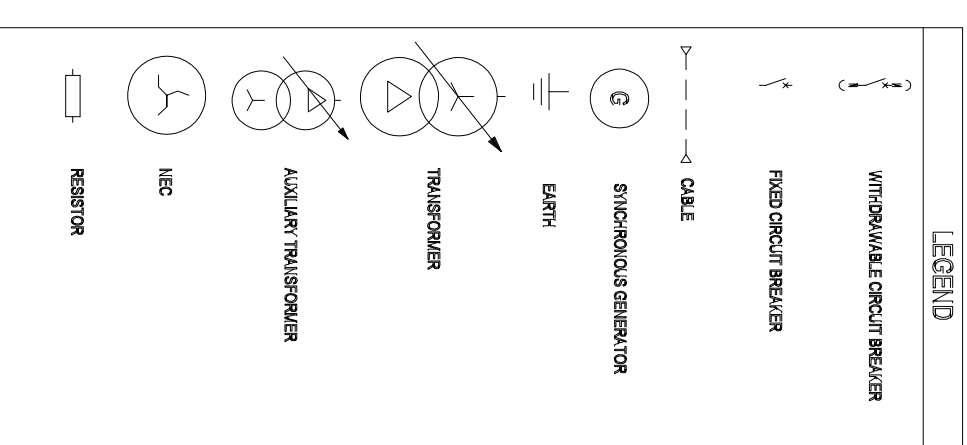 LEGEND
WITHDRAWABLE CIRCUIT BREAKER
FIXED CIRCUIT BREAKER
CABLE
G
SYNCHRONOUS GENERATOR
EARTH
TRANSFORMER
AUXILIARY TRANSFORMER
NEC
RESISTOR